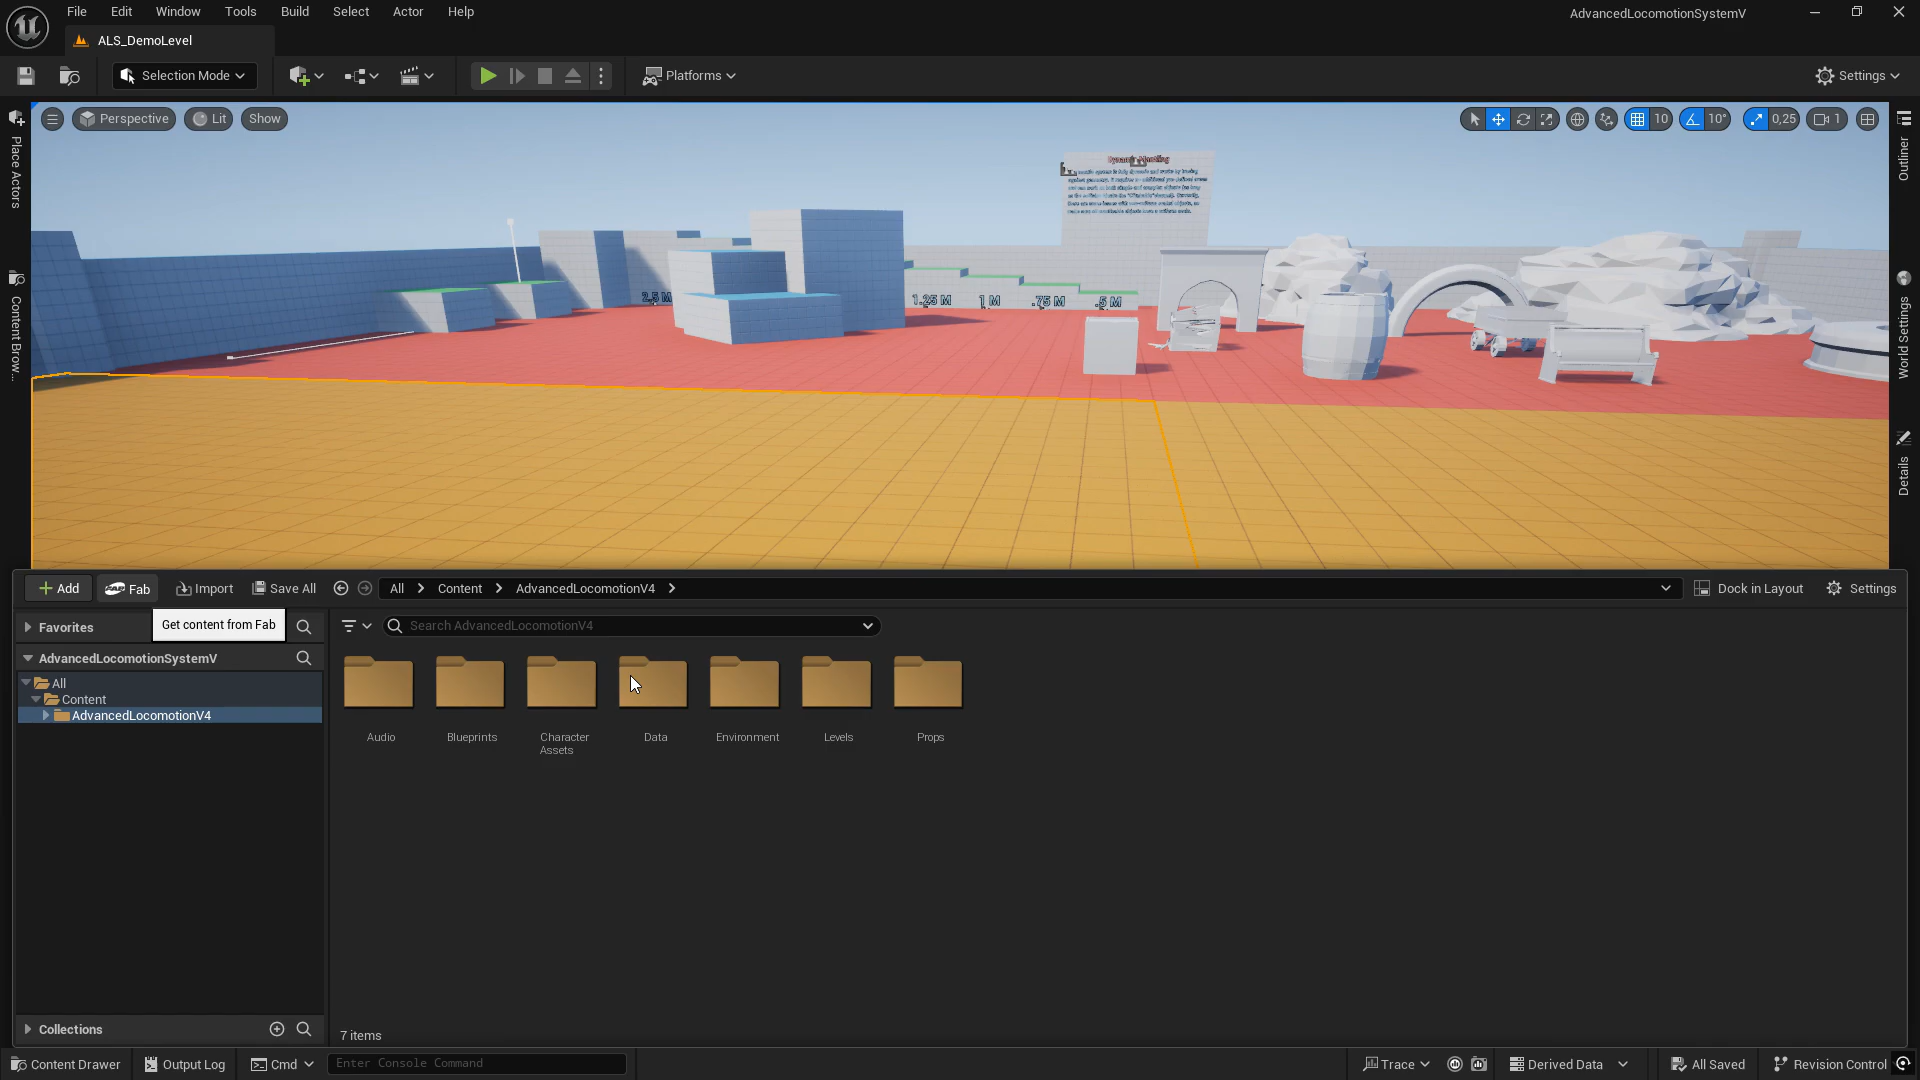 File Edit Window Tools Build Select Actor Help
AdvancedLocomotionSystemV
ALS_DemoLevel
Selection Mode
Platforms
Settings
Perspective Lit Show
10 10° 0,25 1
Place Actors
Content Brow...
Outliner
World Settings
Details
Dynamic Mantling
2.5 M
1.25 M 1 M .75 M .5 M
Add Fab Import Save All All Content AdvancedLocomotionV4 Dock in Layout Settings
Favorites
Get content from Fab
Search AdvancedLocomotionV4
AdvancedLocomotionSystemV
All
Content
AdvancedLocomotionV4
Audio Blueprints Character Assets Data Environment Levels Props
Collections
7 items
Content Drawer Output Log Cmd Enter Console Command Trace Derived Data All Saved Revision Control